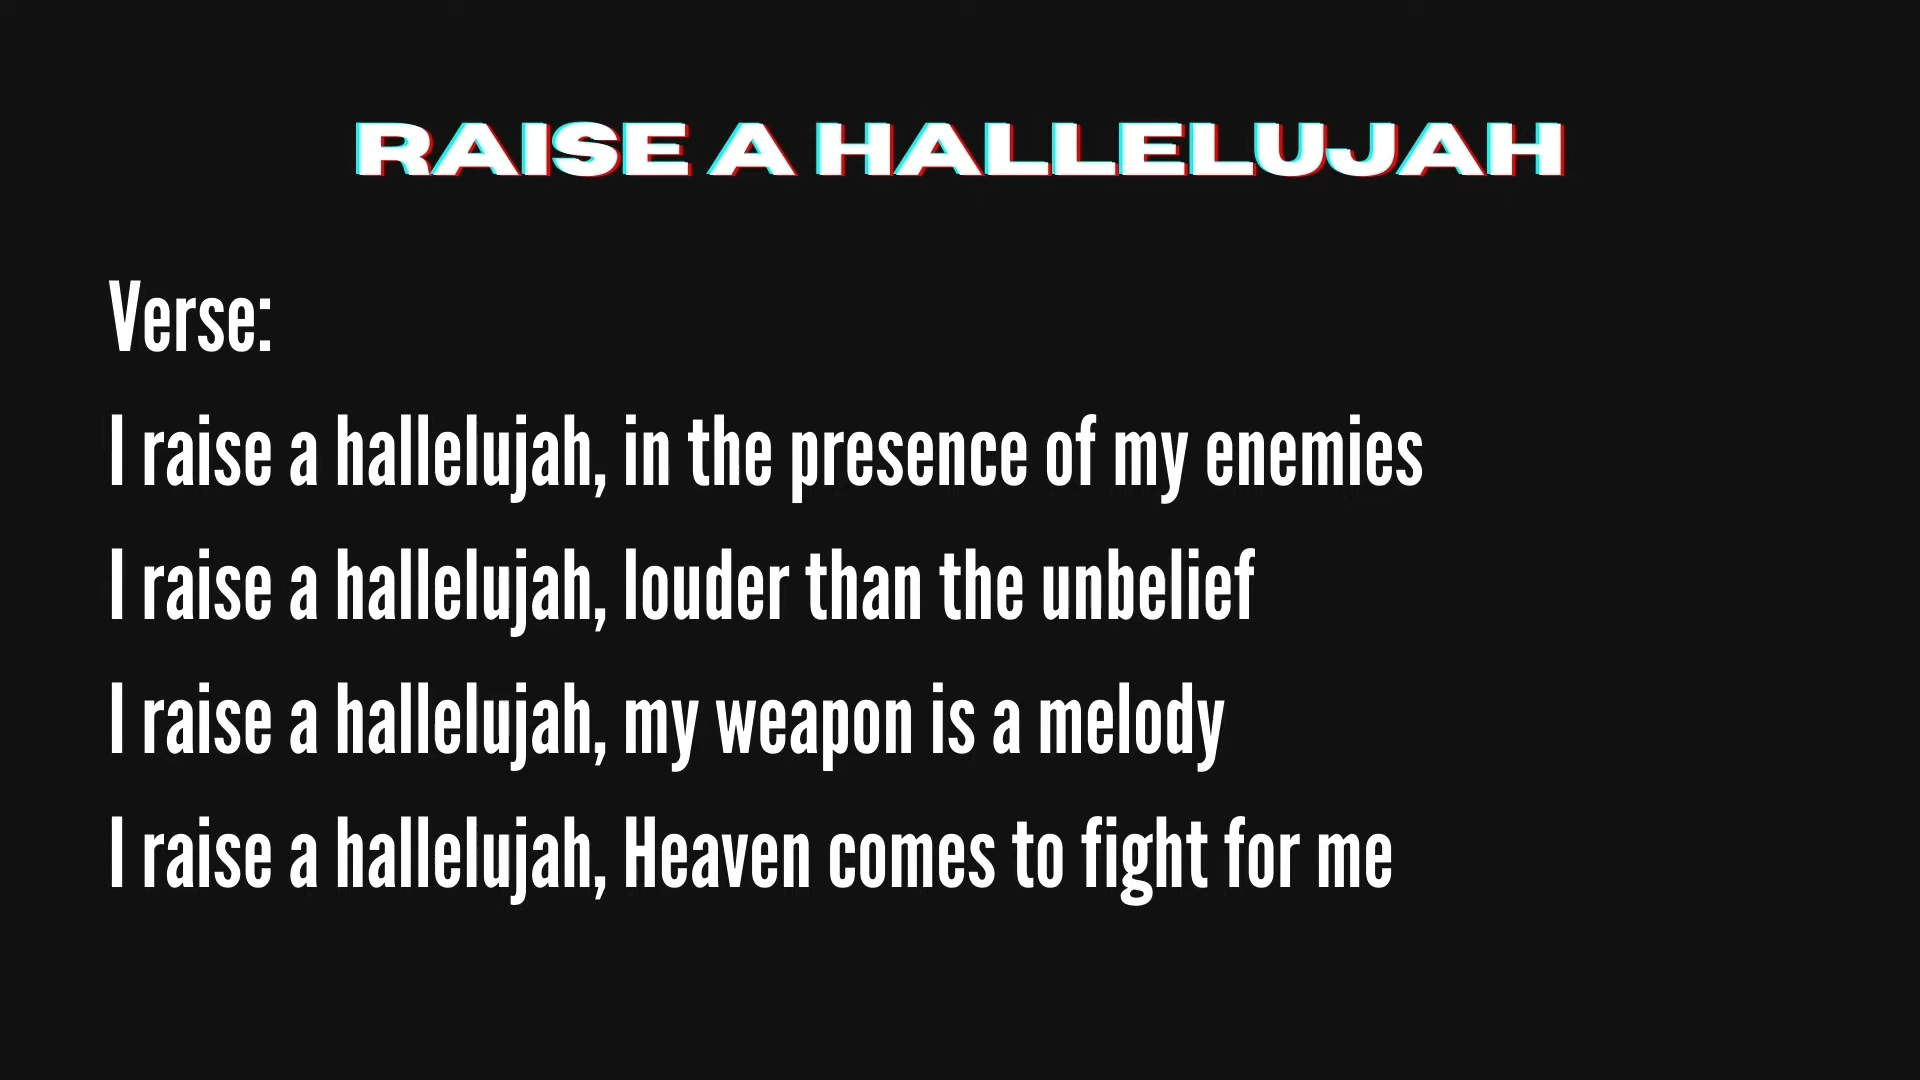 RAISE A HALLELUJAH
Verse:
I raise a hallelujah, in the presence of my enemies
I raise a hallelujah, louder than the unbelief
I raise a hallelujah, my weapon is a melody
I raise a hallelujah, Heaven comes to fight for me